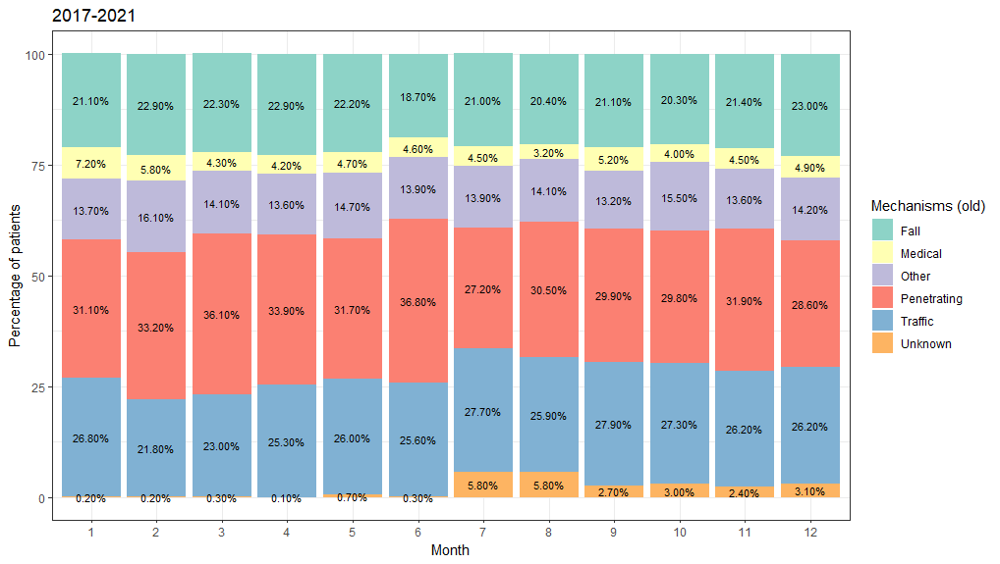 2017-2021
100
75
50
25
0
Percentage of patients
21.10% 22.90% 22.30% 22.90% 22.20% 18.70% 21.00% 20.40% 21.10% 20.30% 21.40% 23.00%
7.20% 5.80% 4.30% 4.20% 4.70% 4.60% 4.50% 3.20% 5.20% 4.00% 4.50% 4.90%
13.70% 16.10% 14.10% 13.60% 14.70% 13.90% 13.90% 14.10% 13.20% 15.50% 13.60% 14.20%
31.10% 33.20% 36.10% 33.90% 31.70% 36.80% 27.20% 30.50% 29.90% 29.80% 31.90% 28.60%
26.80% 21.80% 23.00% 25.30% 26.00% 25.60% 27.70% 25.90% 27.90% 27.30% 26.20% 26.20%
0.20% 0.20% 0.30% 0.10% 0.70% 0.30% 5.80% 5.80% 2.70% 3.00% 2.40% 3.10%
1 2 3 4 5 6 7 8 9 10 11 12
Month
Mechanisms (old)
Fall
Medical
Other
Penetrating
Traffic
Unknown